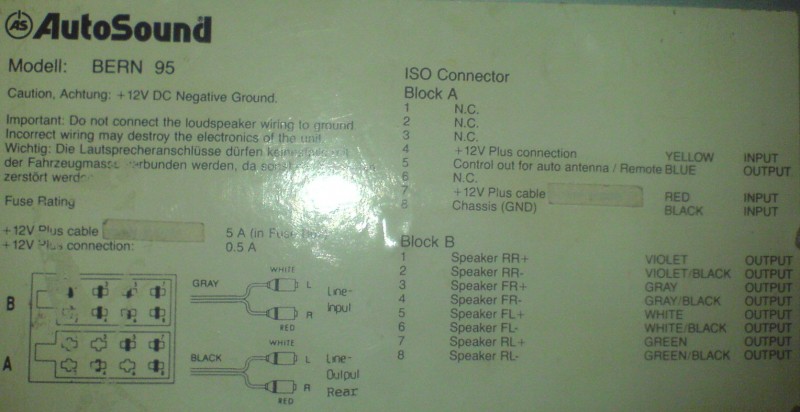 AS AutoSound
Modell: BERN 95
Caution, Achtung: +12V DC Negative Ground.
Important: Do not connect the loudspeaker wiring to ground
Incorrect wiring may destroy the electronics of the unit
Wichtig: Die Lautsprecheranschlüsse dürfen
der Fahrzeugmasse verbunden werden, da
zerstört
Fuse Rating
+12V Plus cable 5 A (in
+12V Plus connection: 0.5 A
B
A
GRAY
WHITE
L
R
RED
Line-
Input
BLACK
WHITE
L
R
RED
Line-
Output
Rear
ISO Connector
Block A
1 N.C.
2 N.C.
3 N.C.
4 +12V Plus connection YELLOW INPUT
5 Control out for auto antenna / Remote BLUE OUTPUT
6 N.C.
7 +12V Plus cable RED INPUT
8 Chassis (GND) BLACK INPUT
Block B
1 Speaker RR+ VIOLET OUTPUT
2 Speaker RR- VIOLET/BLACK OUTPUT
3 Speaker FR+ GRAY OUTPUT
4 Speaker FR- GRAY/BLACK OUTPUT
5 Speaker FL+ WHITE OUTPUT
6 Speaker FL- WHITE/BLACK OUTPUT
7 Speaker RL+ GREEN OUTPUT
8 Speaker RL- GREEN/BLACK OUTPUT